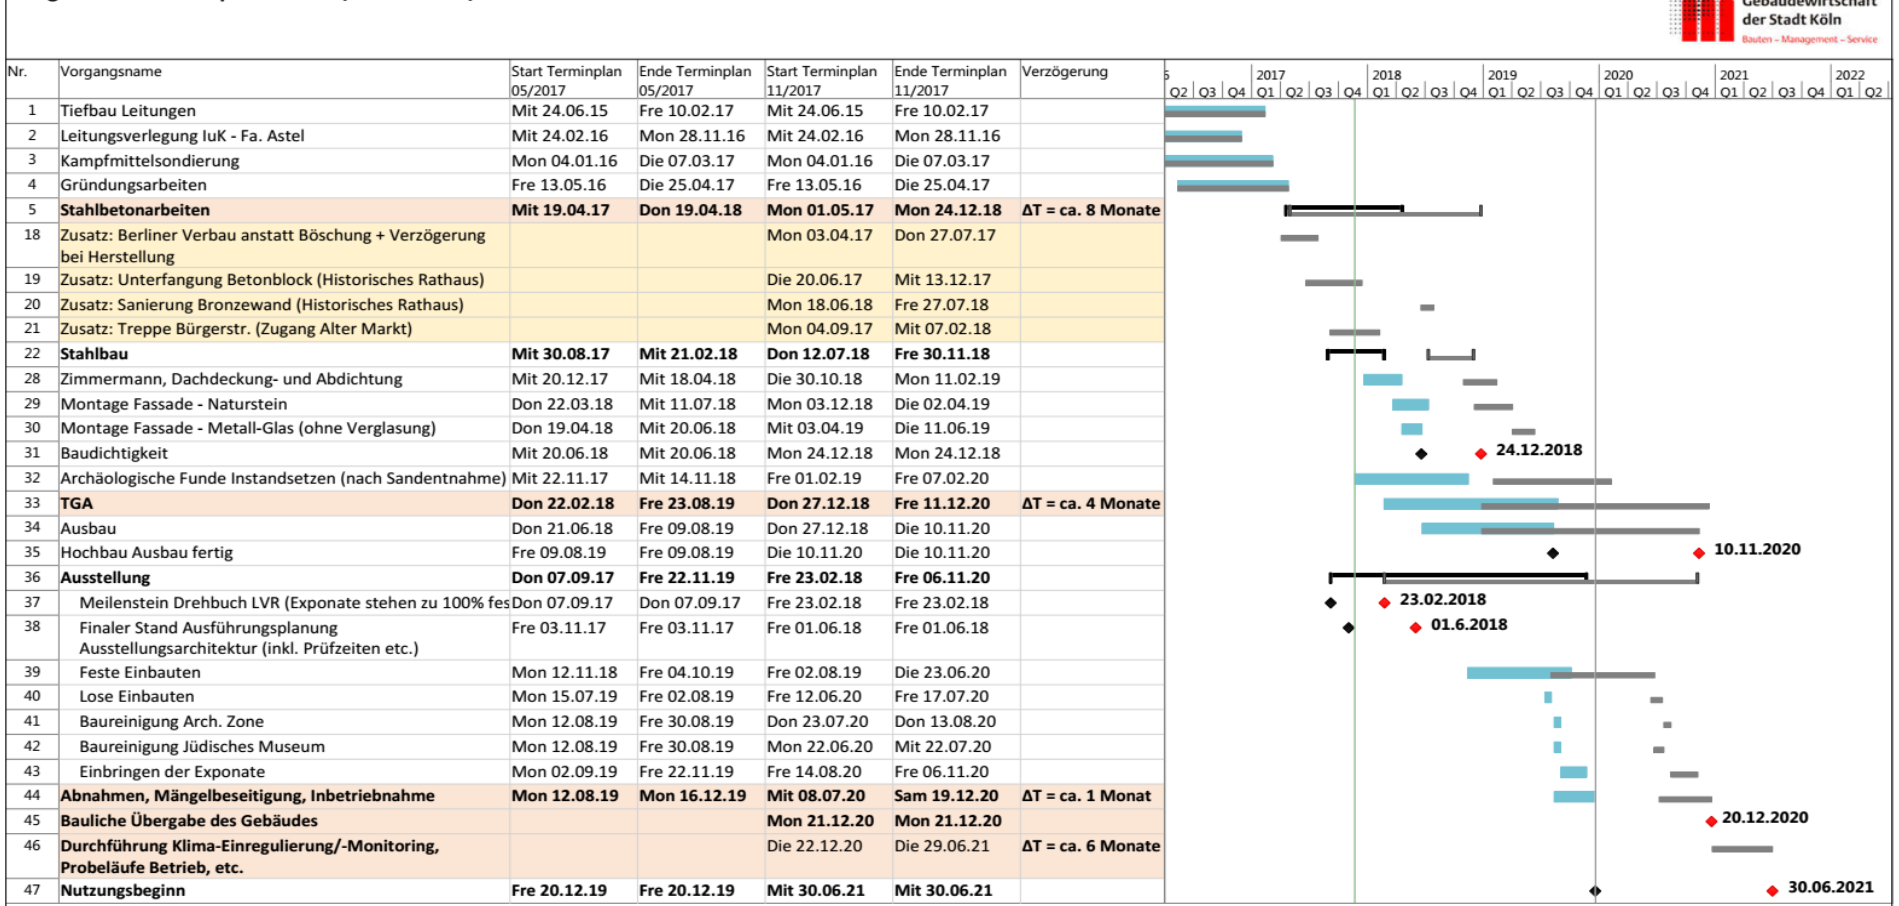 Gebäudewirtschaft
der Stadt Köln
Bauten – Management – Service
Nr. Vorgangsname Start Terminplan 05/2017 Ende Terminplan 05/2017 Start Terminplan 11/2017 Ende Terminplan 11/2017 Verzögerung
2017 2018 2019 2020 2021 2022
Q2 Q3 Q4 Q1 Q2 Q3 Q4 Q1 Q2 Q3 Q4 Q1 Q2 Q3 Q4 Q1 Q2 Q3 Q4 Q1 Q2 Q3 Q4 Q1 Q2
1 Tiefbau Leitungen Mit 24.06.15 Fre 10.02.17 Mit 24.06.15 Fre 10.02.17
2 Leitungsverlegung IuK - Fa. Astel Mit 24.02.16 Mon 28.11.16 Mit 24.02.16 Mon 28.11.16
3 Kampfmittelsondierung Mon 04.01.16 Die 07.03.17 Mon 04.01.16 Die 07.03.17
4 Gründungsarbeiten Fre 13.05.16 Die 25.04.17 Fre 13.05.16 Die 25.04.17
5 Stahlbetonarbeiten Mit 19.04.17 Don 19.04.18 Mon 01.05.17 Mon 24.12.18 ΔT = ca. 8 Monate
18 Zusatz: Berliner Verbau anstatt Böschung + Verzögerung Mon 03.04.17 Don 27.07.17
bei Herstellung
19 Zusatz: Unterfangung Betonblock (Historisches Rathaus) Die 20.06.17 Mit 13.12.17
20 Zusatz: Sanierung Bronzewand (Historisches Rathaus) Mon 18.06.18 Fre 27.07.18
21 Zusatz: Treppe Bürgerstr. (Zugang Alter Markt) Mon 04.09.17 Mit 07.02.18
22 Stahlbau Mit 30.08.17 Mit 21.02.18 Don 12.07.18 Fre 30.11.18
28 Zimmermann, Dachdeckung- und Abdichtung Mit 20.12.17 Mit 18.04.18 Die 30.10.18 Mon 11.02.19
29 Montage Fassade - Naturstein Don 22.03.18 Mit 11.07.18 Mon 03.12.18 Die 02.04.19
30 Montage Fassade - Metall-Glas (ohne Verglasung) Don 19.04.18 Mit 20.06.18 Mit 03.04.19 Die 11.06.19
31 Baudichtigkeit Mit 20.06.18 Mit 20.06.18 Mon 24.12.18 Mon 24.12.18 24.12.2018
32 Archäologische Funde Instandsetzen (nach Sandentnahme) Mit 22.11.17 Mit 14.11.18 Fre 01.02.19 Fre 07.02.20
33 TGA Don 22.02.18 Fre 23.08.19 Don 27.12.18 Fre 11.12.20 ΔT = ca. 4 Monate
34 Ausbau Don 21.06.18 Fre 09.08.19 Don 27.12.18 Die 10.11.20
35 Hochbau Ausbau fertig Fre 09.08.19 Fre 09.08.19 Die 10.11.20 Die 10.11.20 10.11.2020
36 Ausstellung Don 07.09.17 Fre 22.11.19 Fre 23.02.18 Fre 06.11.20
37 Meilenstein Drehbuch LVR (Exponate stehen zu 100% fes Don 07.09.17 Don 07.09.17 Fre 23.02.18 Fre 23.02.18 23.02.2018
38 Finaler Stand Ausführungsplanung Fre 03.11.17 Fre 03.11.17 Fre 01.06.18 Fre 01.06.18 01.6.2018
Ausstellungsarchitektur (inkl. Prüfzeiten etc.)
39 Feste Einbauten Mon 12.11.18 Fre 04.10.19 Fre 02.08.19 Die 23.06.20
40 Lose Einbauten Mon 15.07.19 Fre 02.08.19 Fre 12.06.20 Fre 17.07.20
41 Baureinigung Arch. Zone Mon 12.08.19 Fre 30.08.19 Don 23.07.20 Don 13.08.20
42 Baureinigung Jüdisches Museum Mon 12.08.19 Fre 30.08.19 Mon 22.06.20 Mit 22.07.20
43 Einbringen der Exponate Mon 02.09.19 Fre 22.11.19 Fre 14.08.20 Fre 06.11.20
44 Abnahmen, Mängelbeseitigung, Inbetriebnahme Mon 12.08.19 Mon 16.12.19 Mit 08.07.20 Sam 19.12.20 ΔT = ca. 1 Monat
45 Bauliche Übergabe des Gebäudes Mon 21.12.20 Mon 21.12.20 20.12.2020
46 Durchführung Klima-Einregulierung/-Monitoring, Die 22.12.20 Die 29.06.21 ΔT = ca. 6 Monate
Probeläufe Betrieb, etc.
47 Nutzungsbeginn Fre 20.12.19 Fre 20.12.19 Mit 30.06.21 Mit 30.06.21 30.06.2021